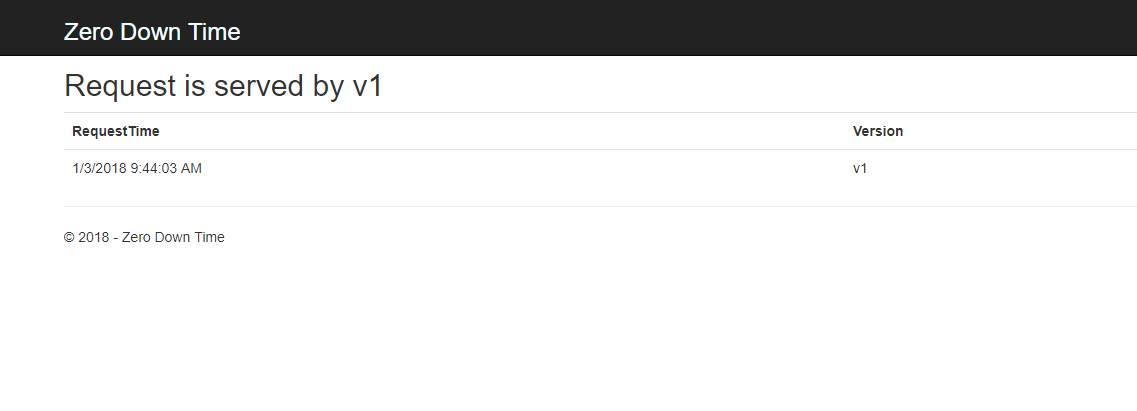 Zero Down Time
Request is served by v1
RequestTime Version
1/3/2018 9:44:03 AM v1
© 2018 - Zero Down Time